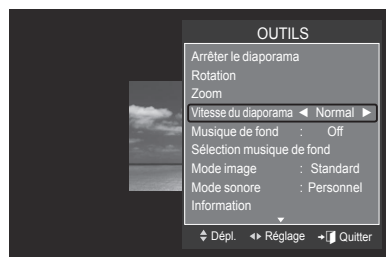 OUTILS
Arrêter le diaporama
Rotation
Zoom
Vitesse du diaporama ◄ Normal ►
Musique de fond : Off
Sélection musique de fond
Mode image : Standard
Mode sonore : Personnel
Information
Dépl. Réglage Quitter